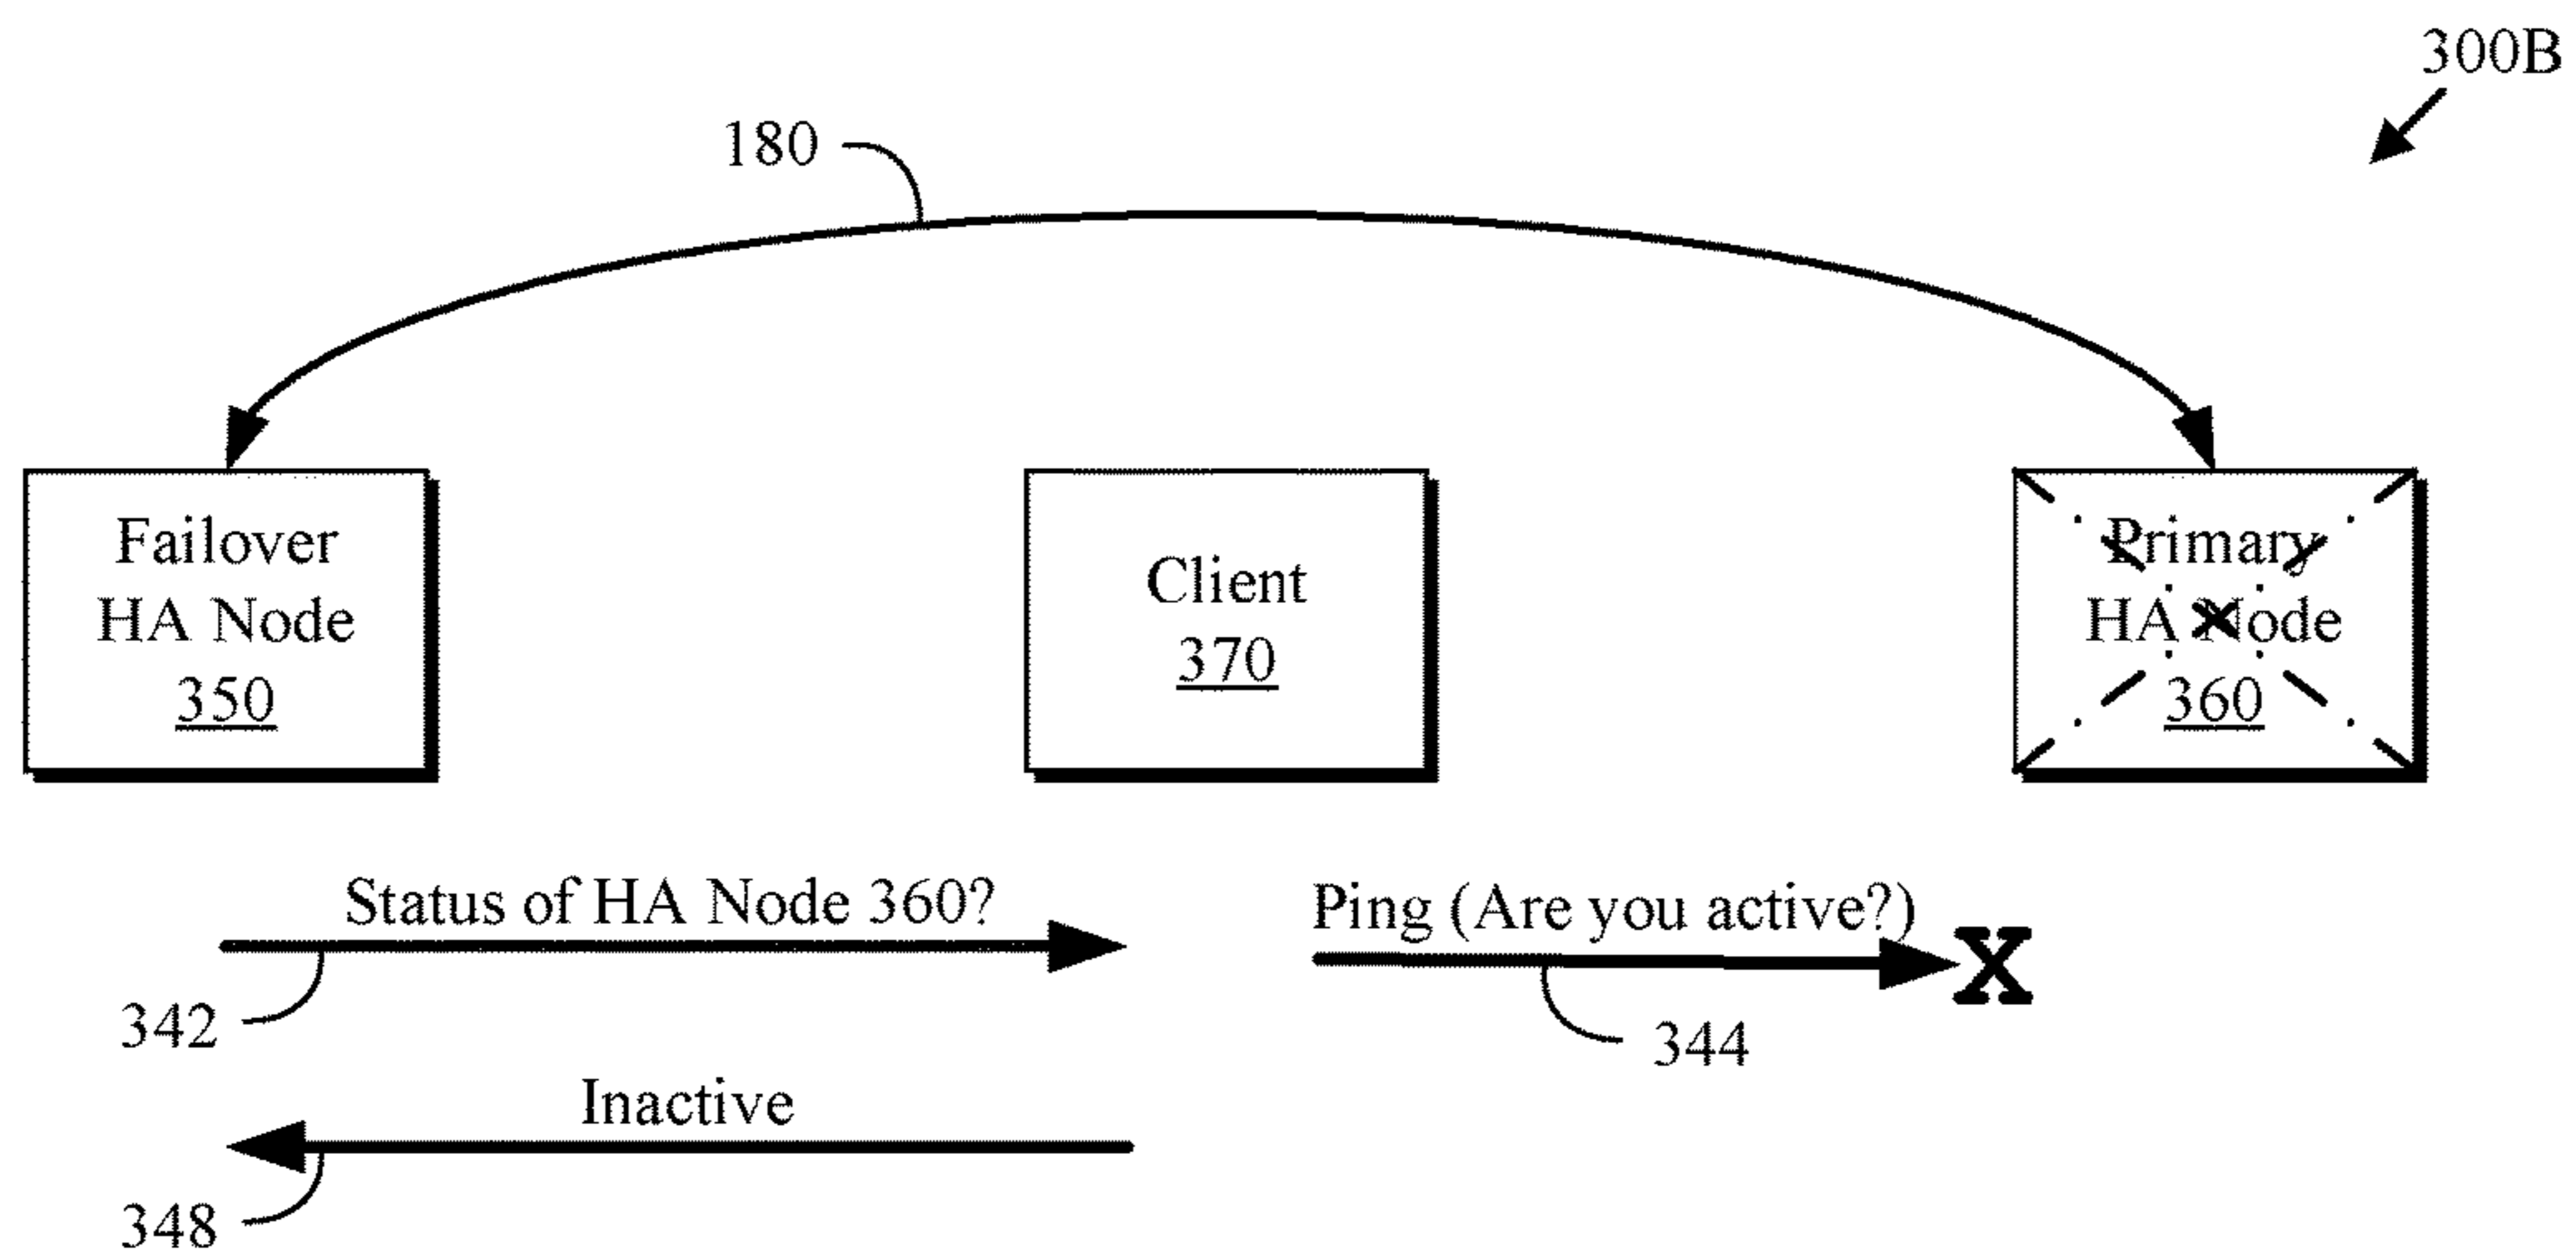 300B
180
Failover
HA Node
350
Client
370
Primary
HA Node
360
Status of HA Node 360?
Ping (Are you active?)
X
342
344
Inactive
348